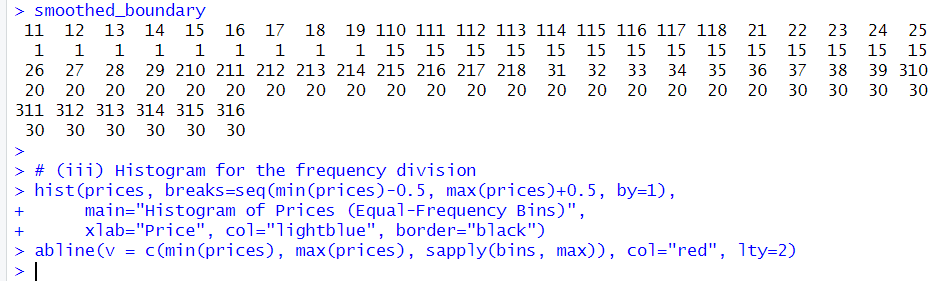 > smoothed_boundary
 11  12  13  14  15  16  17  18  19 110 111 112 113 114 115 116 117 118  21  22  23  24  25
  1   1   1   1   1   1   1   1   1  15  15  15  15  15  15  15  15  15  15  15  15  15  15
 26  27  28  29 210 211 212 213 214 215 216 217 218  31  32  33  34  35  36  37  38  39 310
 20  20  20  20  20  20  20  20  20  20  20  20  20  20  20  20  20  20  20  30  30  30  30
311 312 313 314 315 316
 30  30  30  30  30  30
>
> # (iii) Histogram for the frequency division
> hist(prices, breaks=seq(min(prices)-0.5, max(prices)+0.5, by=1),
+      main="Histogram of Prices (Equal-Frequency Bins)",
+      xlab="Price", col="lightblue", border="black")
> abline(v = c(min(prices), max(prices), sapply(bins, max)), col="red", lty=2)
>